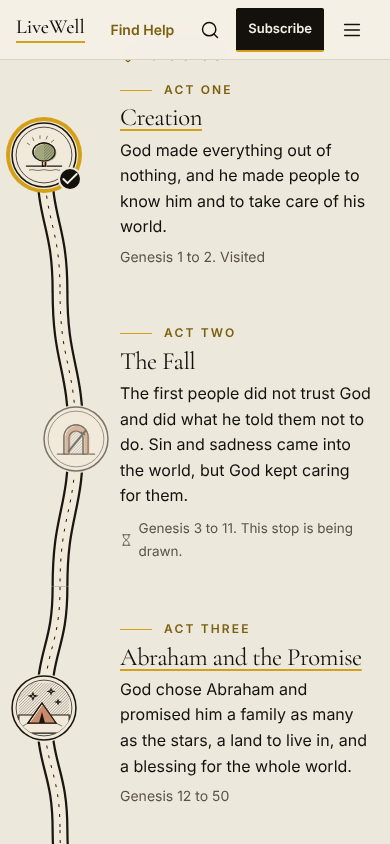 LiveWell
Find Help
Subscribe
ACT ONE
Creation
God made everything out of
nothing, and he made people to
know him and to take care of his
world.
Genesis 1 to 2. Visited
ACT TWO
The Fall
The first people did not trust God
and did what he told them not to
do. Sin and sadness came into
the world, but God kept caring
for them.
Genesis 3 to 11. This stop is being
drawn.
ACT THREE
Abraham and the Promise
God chose Abraham and
promised him a family as many
as the stars, a land to live in, and
a blessing for the whole world.
Genesis 12 to 50